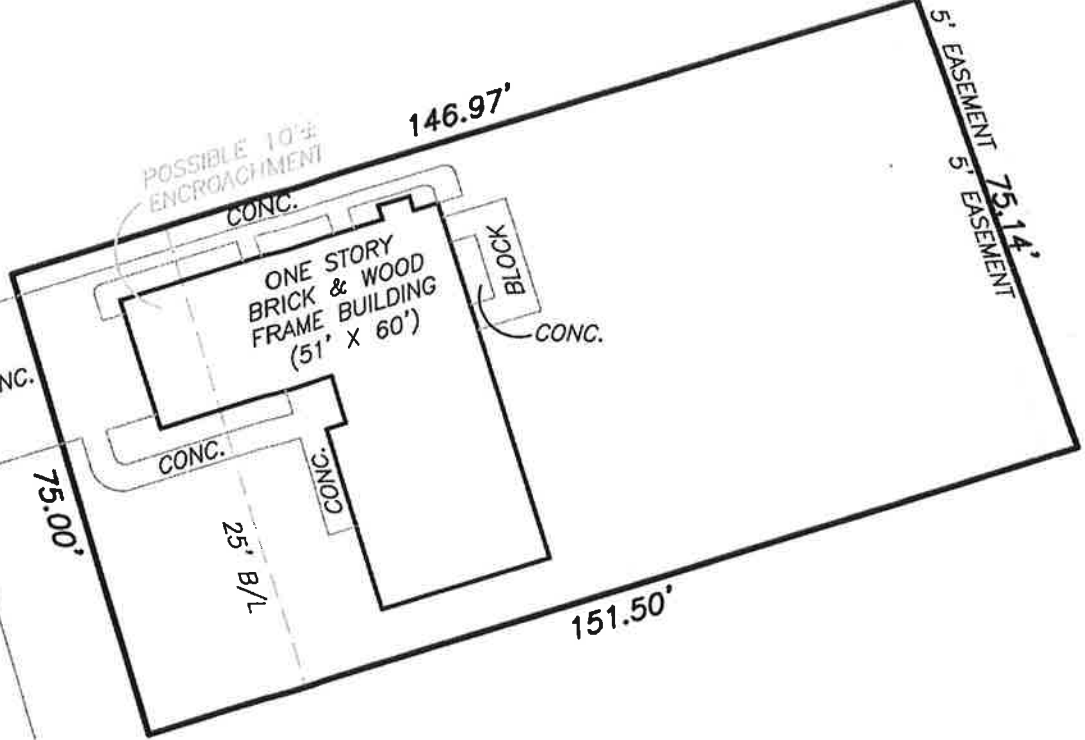 5' EASEMENT
146.97'
POSSIBLE 10'±
ENCROACHMENT
CONC.
5' EASEMENT
75.14'
ONE STORY
BRICK & WOOD
FRAME BUILDING
(51' X 60')
BLOCK
CONC.
NC.
CONC.
CONC.
75.00'
25' B/L
151.50'